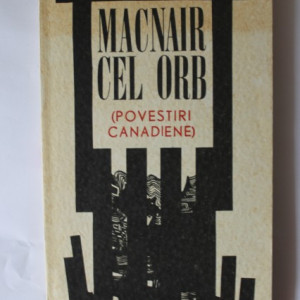 MACNAIR
CEL ORB
(POVESTIRI
CANADIENE)